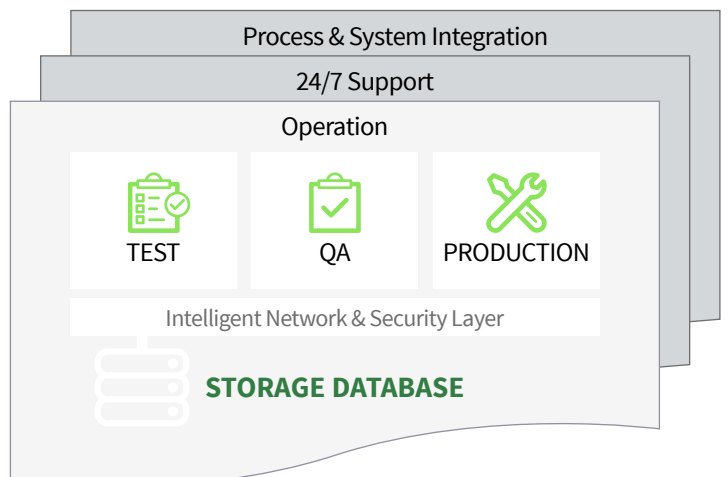 Process & System Integration
24/7 Support
Operation
TEST
QA
PRODUCTION
Intelligent Network & Security Layer
STORAGE DATABASE